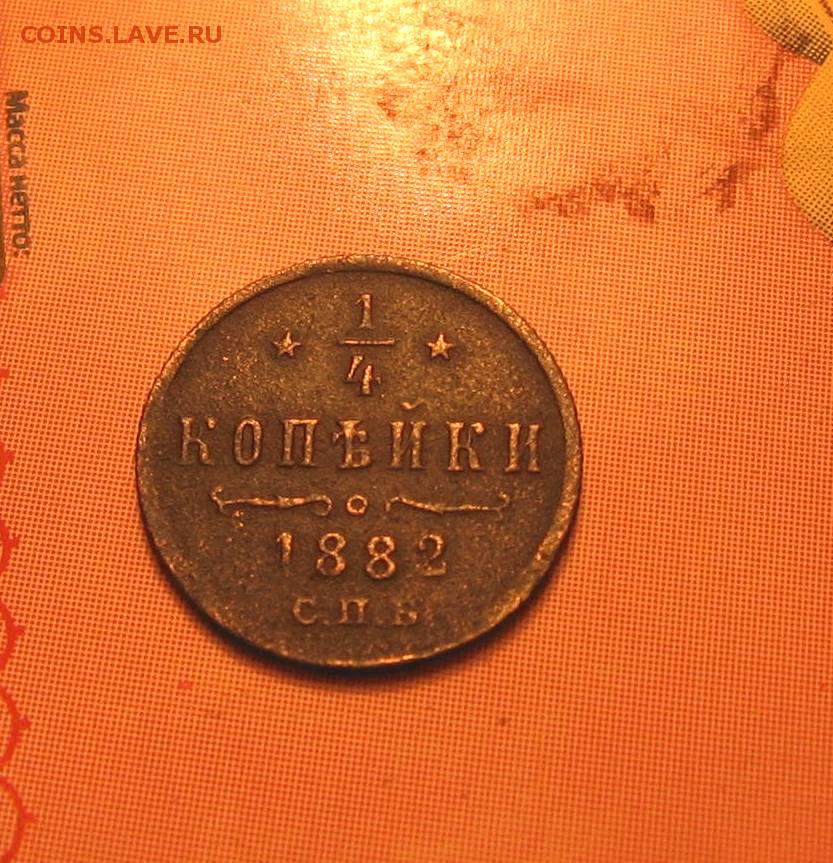 COINS.LAVE.RU
Масса нетто:
1
4
КОПѢЙКИ
1882
С.П.Б.